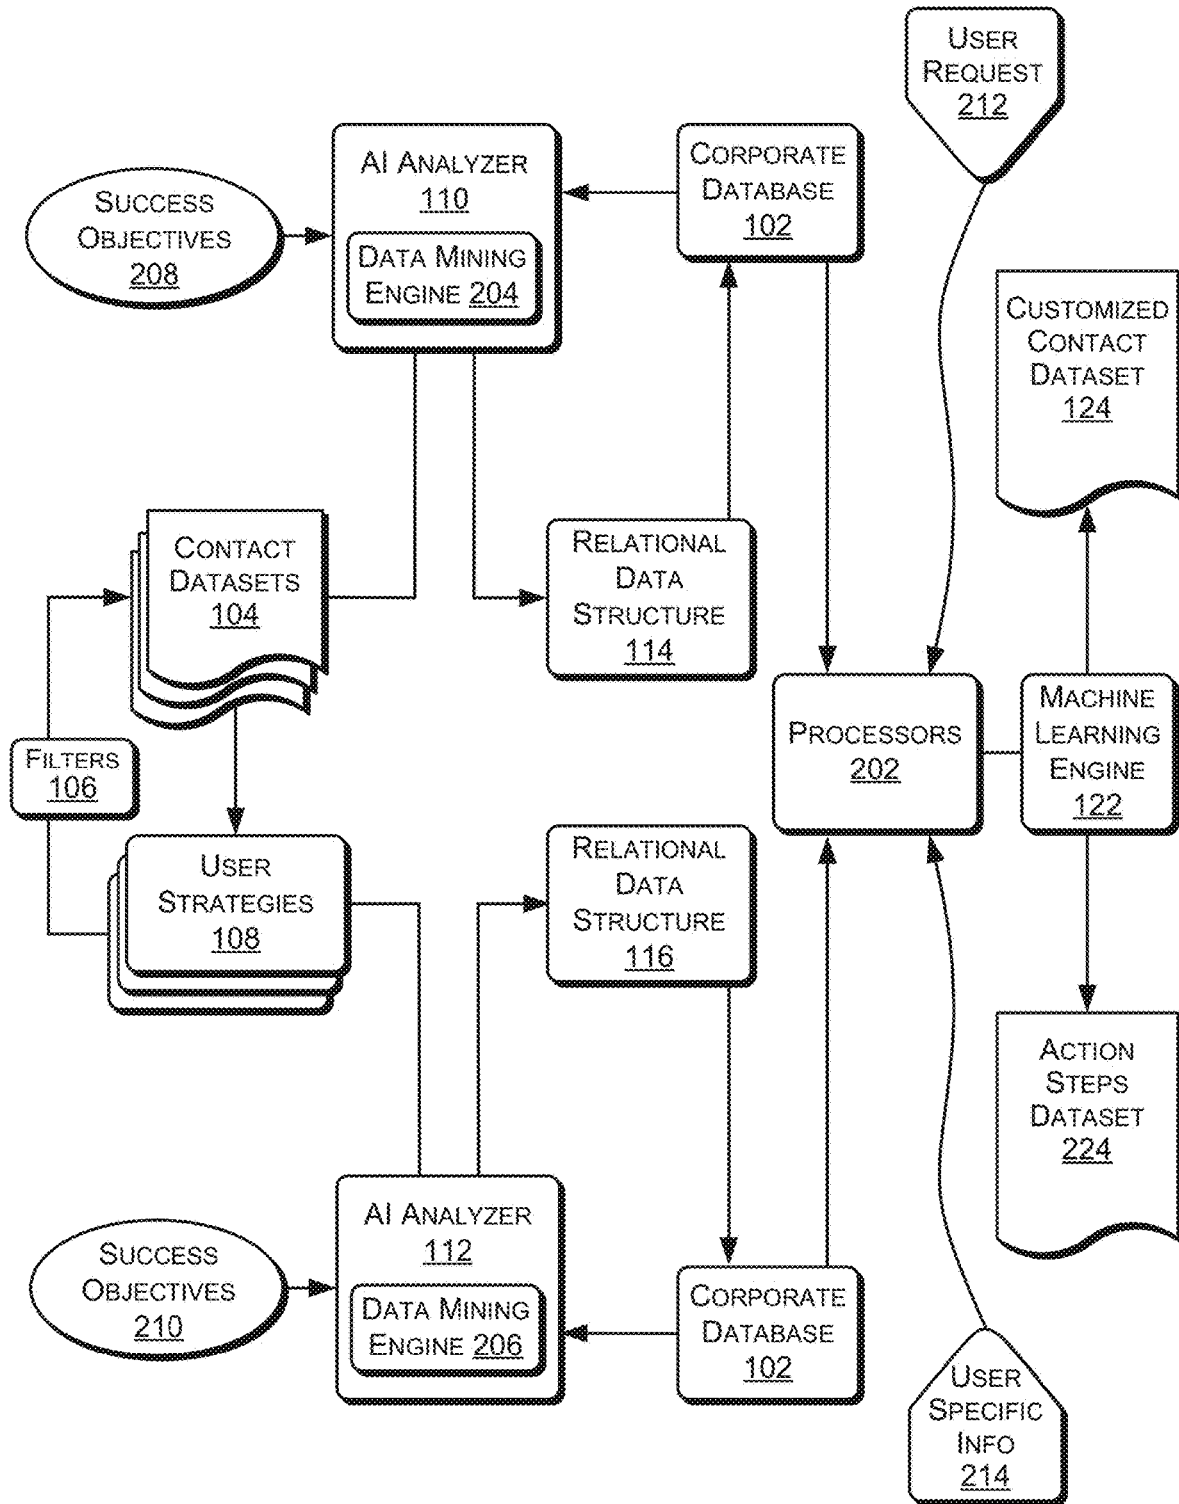 USER
REQUEST
212
AI ANALYZER
110
DATA MINING
ENGINE 204
CORPORATE
DATABASE
102
SUCCESS
OBJECTIVES
208
CUSTOMIZED
CONTACT
DATASET
124
CONTACT
DATASETS
104
RELATIONAL
DATA
STRUCTURE
114
FILTERS
106
PROCESSORS
202
MACHINE
LEARNING
ENGINE
122
USER
STRATEGIES
108
RELATIONAL
DATA
STRUCTURE
116
ACTION
STEPS
DATASET
224
AI ANALYZER
112
DATA MINING
ENGINE 206
SUCCESS
OBJECTIVES
210
CORPORATE
DATABASE
102
USER
SPECIFIC
INFO
214